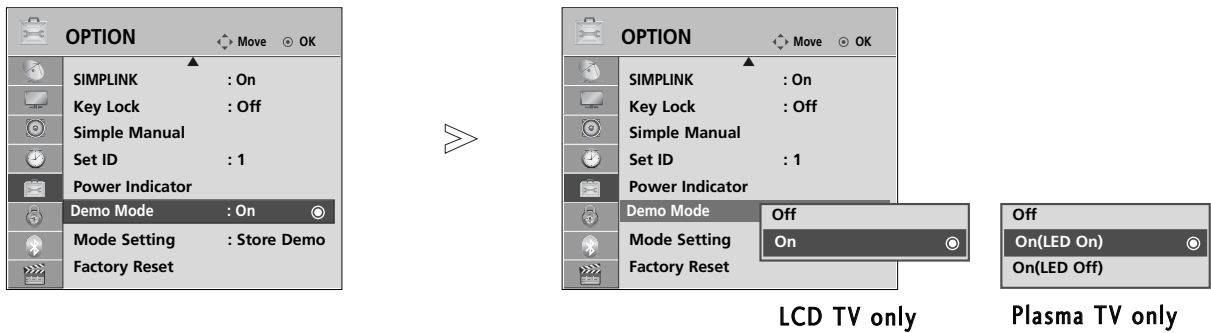 OPTION Move OK
SIMPLINK : On
Key Lock : Off
Simple Manual
Set ID : 1
Power Indicator
Demo Mode : On
Mode Setting : Store Demo
Factory Reset
>
OPTION Move OK
SIMPLINK : On
Key Lock : Off
Simple Manual
Set ID : 1
Power Indicator
Demo Mode
Mode Setting
Factory Reset
Off
On
LCD TV only
Off
On(LED On)
On(LED Off)
Plasma TV only